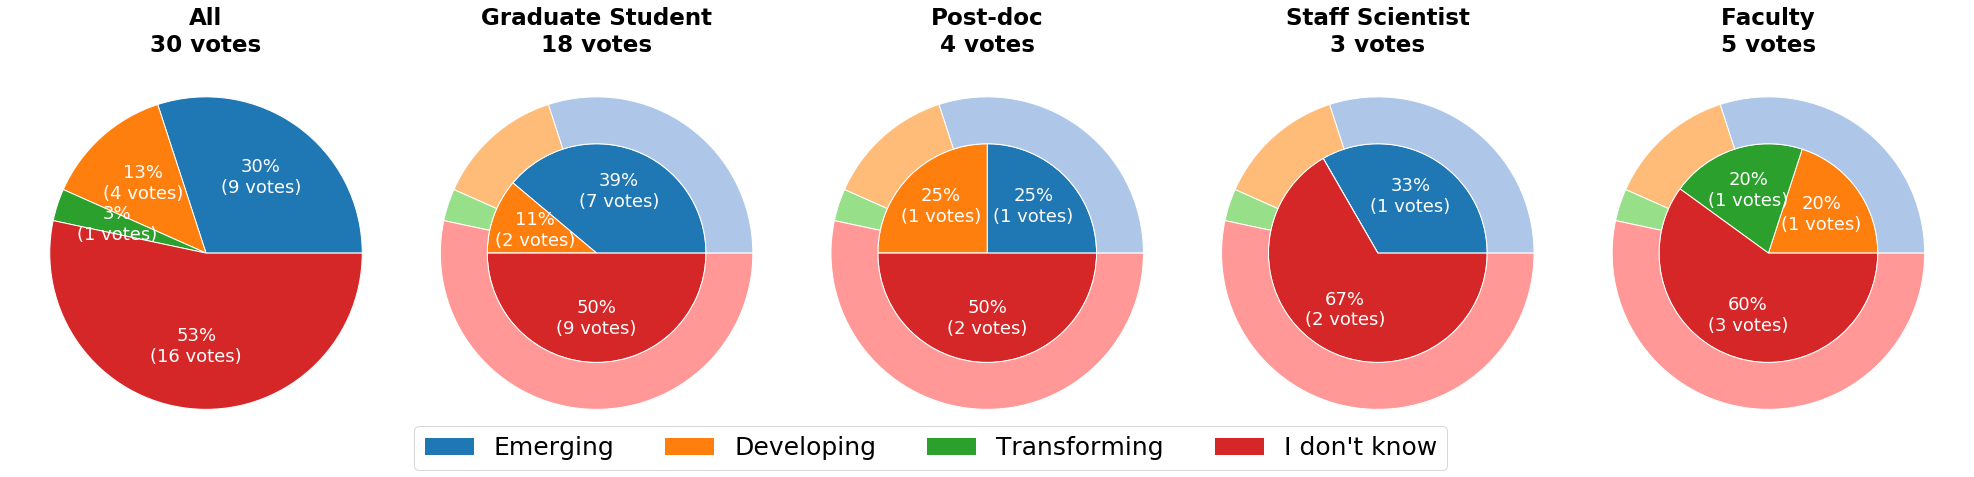 All
30 votes
Graduate Student
18 votes
Post-doc
4 votes
Staff Scientist
3 votes
Faculty
5 votes
30%
(9 votes)
13%
(4 votes)
3%
(1 votes)
53%
(16 votes)
39%
(7 votes)
11%
(2 votes)
50%
(9 votes)
25%
(1 votes)
25%
(1 votes)
50%
(2 votes)
33%
(1 votes)
67%
(2 votes)
20%
(1 votes)
20%
(1 votes)
60%
(3 votes)
Emerging
Developing
Transforming
I don't know